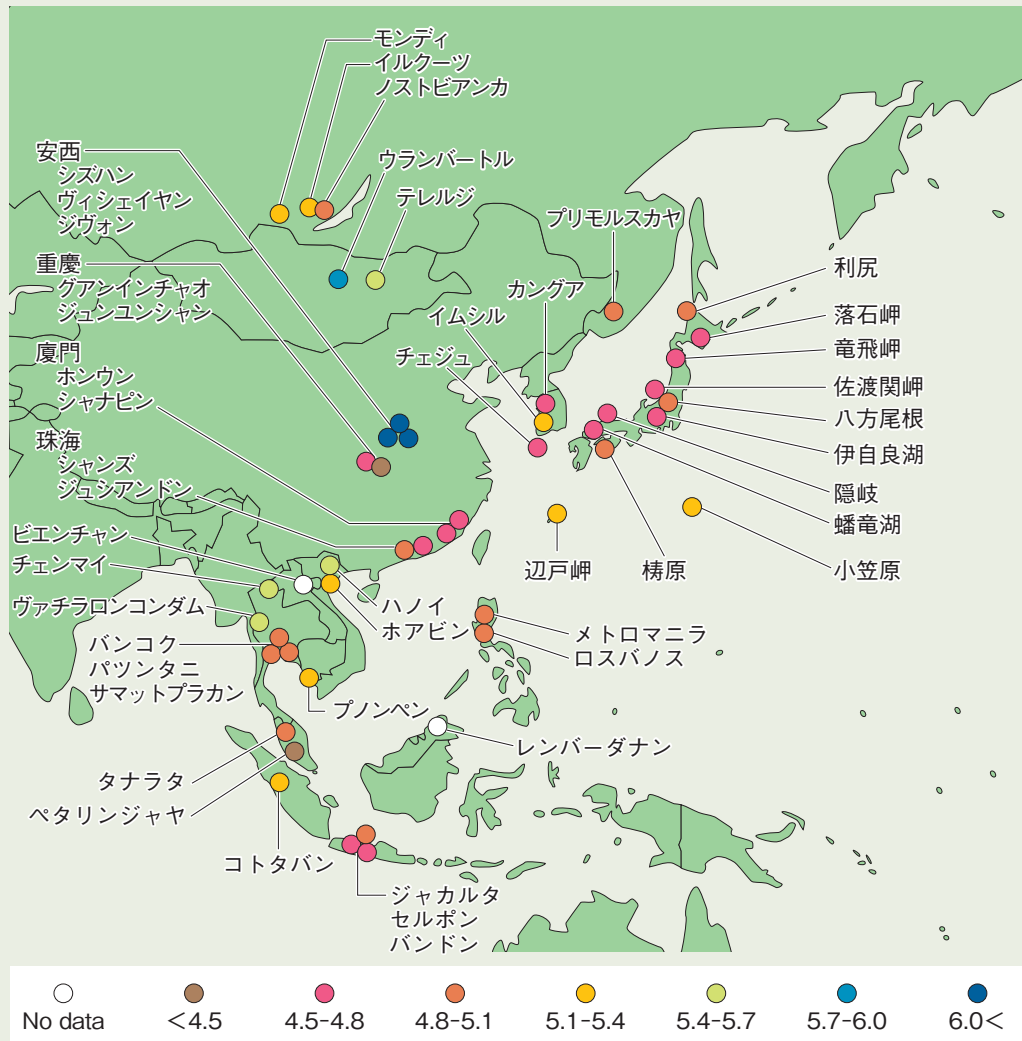 モンディ
イルクーツ
ノストビアンカ
安西
シズハン
ヴィシェイヤン
ジヴォン
ウランバートル
テレルジ
プリモルスカヤ
重慶
グアンインチャオ
ジュンユンシャン
カングア
イムシル
チェジュ
利尻
落石岬
竜飛岬
佐渡関岬
八方尾根
伊自良湖
隠岐
蟠竜湖
廈門
ホンウン
シャナピン
珠海
シャンズ
ジュシアンドン
ビエンチャン
チェンマイ
ヴァチラロンコンダム
バンコク
パツンタニ
サマットプラカン
辺戸岬
梼原
小笠原
ハノイ
ホアビン
メトロマニラ
ロスバノス
プノンペン
レンバーダナン
タナラタ
ペタリンジャヤ
コトタバン
ジャカルタ
セルポン
バンドン
No data
＜4.5
4.5-4.8
4.8-5.1
5.1-5.4
5.4-5.7
5.7-6.0
6.0＜